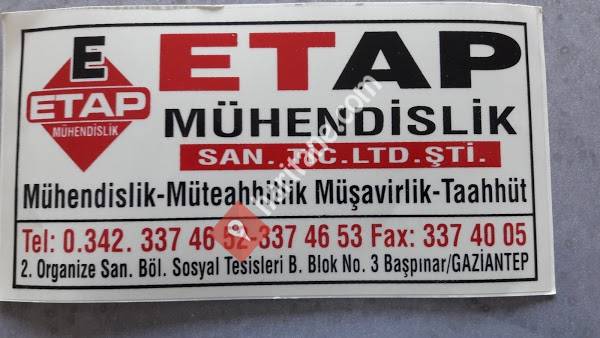 E
ETAP
MÜHENDİSLİK
ETAP
MÜHENDİSLİK
SAN. TİC. LTD. ŞTİ.
Mühendislik-Müteahhitlik Müşavirlik-Taahhüt
Tel: 0.342. 337 46 52-337 46 53 Fax: 337 40 05
2. Organize San. Böl. Sosyal Tesisleri B. Blok No. 3 Başpınar/GAZİANTEP
haritage.com